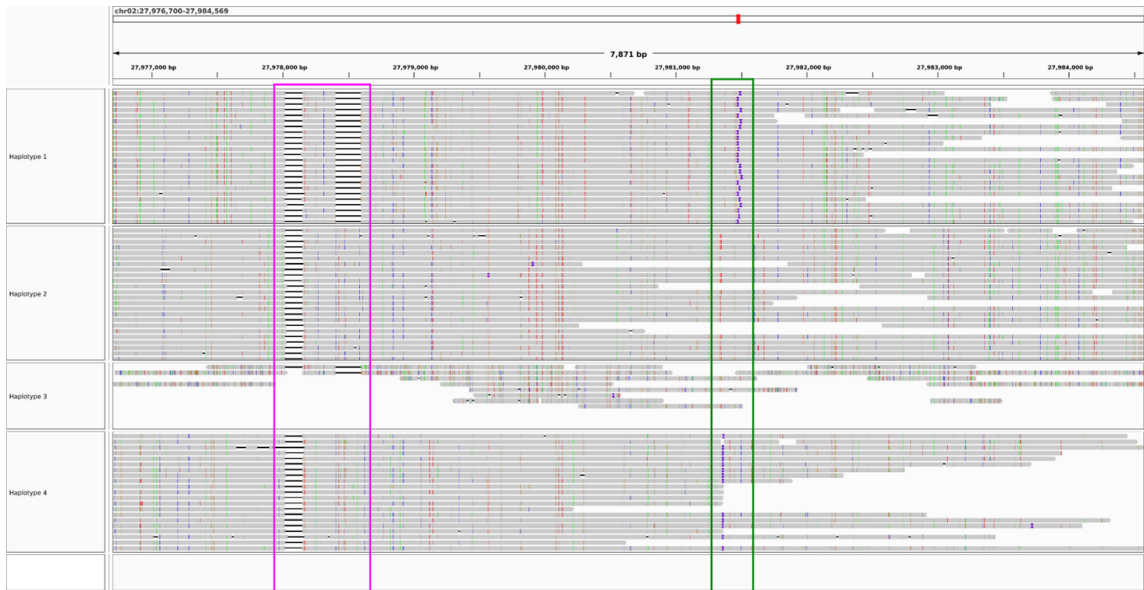 chr02:27,976,700-27,984,569
7,871 bp
27,977,000 bp 27,978,000 bp 27,979,000 bp 27,980,000 bp 27,981,000 bp 27,982,000 bp 27,983,000 bp 27,984,000 bp
Haplotype 1
Haplotype 2
Haplotype 3
Haplotype 4